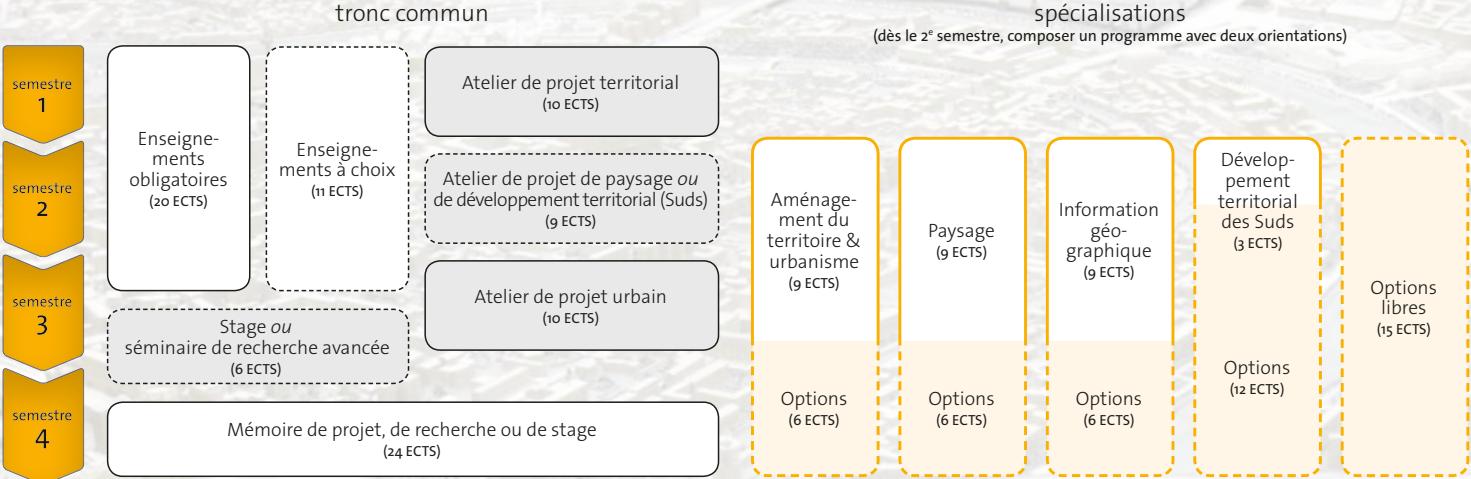 tronc commun
spécialisations
(dès le 2e semestre, composer un programme avec deux orientations)
semestre
1
semestre
2
semestre
3
semestre
4
Enseigne-
ments
obligatoires
(20 ECTS)
Enseigne-
ments à choix
(11 ECTS)
Atelier de projet territorial
(10 ECTS)
Atelier de projet de paysage ou
de développement territorial (Suds)
(9 ECTS)
Atelier de projet urbain
(10 ECTS)
Stage ou
séminaire de recherche avancée
(6 ECTS)
Mémoire de projet, de recherche ou de stage
(24 ECTS)
Aménage-
ment du
territoire &
urbanisme
(9 ECTS)
Options
(6 ECTS)
Paysage
(9 ECTS)
Options
(6 ECTS)
Information
géo-
graphique
(9 ECTS)
Options
(6 ECTS)
Dévelop-
pement
territorial
des Suds
(3 ECTS)
Options
(12 ECTS)
Options
libres
(15 ECTS)